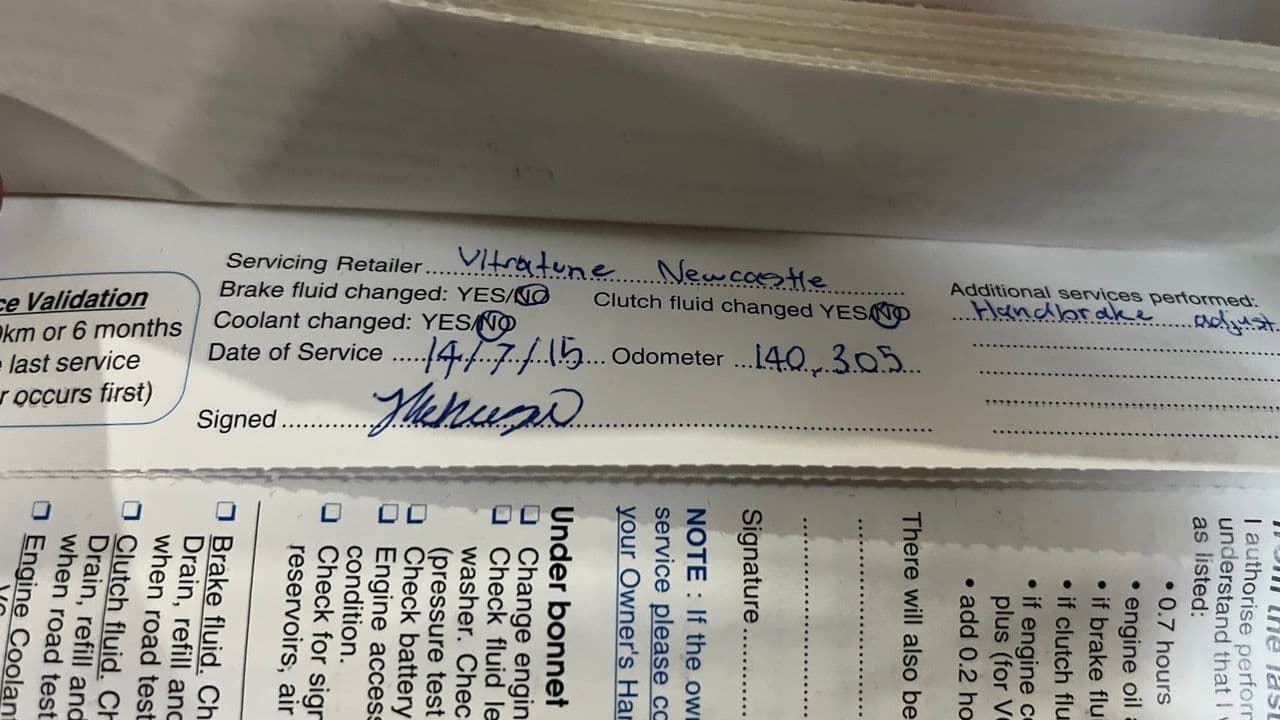 ce Validation
km or 6 months
last service
occurs first)
Servicing Retailer.... Ultratune Newcastle
Brake fluid changed: YES/NO Clutch fluid changed YES/NO
Coolant changed: YES/NO
Date of Service ..... 14/7/15... Odometer ... 140,305...
Signed ............
Additional services performed:
Handbrake adjust
I authorise perform
understand that I
as listed:
• 0.7 hours
• engine oil
• if brake flu
• if clutch flu
• if engine co
plus (for V
• add 0.2 ho
There will also be
Signature ..........
NOTE : If the own
service please co
your Owner's Han
Under bonnet
Change engin
Check fluid le
washer. Chec
(pressure test
Check battery
Engine access
condition.
Check for sign
reservoirs, air
Brake fluid. Ch
Drain, refill and
when road test
Clutch fluid. Ch
Drain, refill and
when road test
Engine Coolan